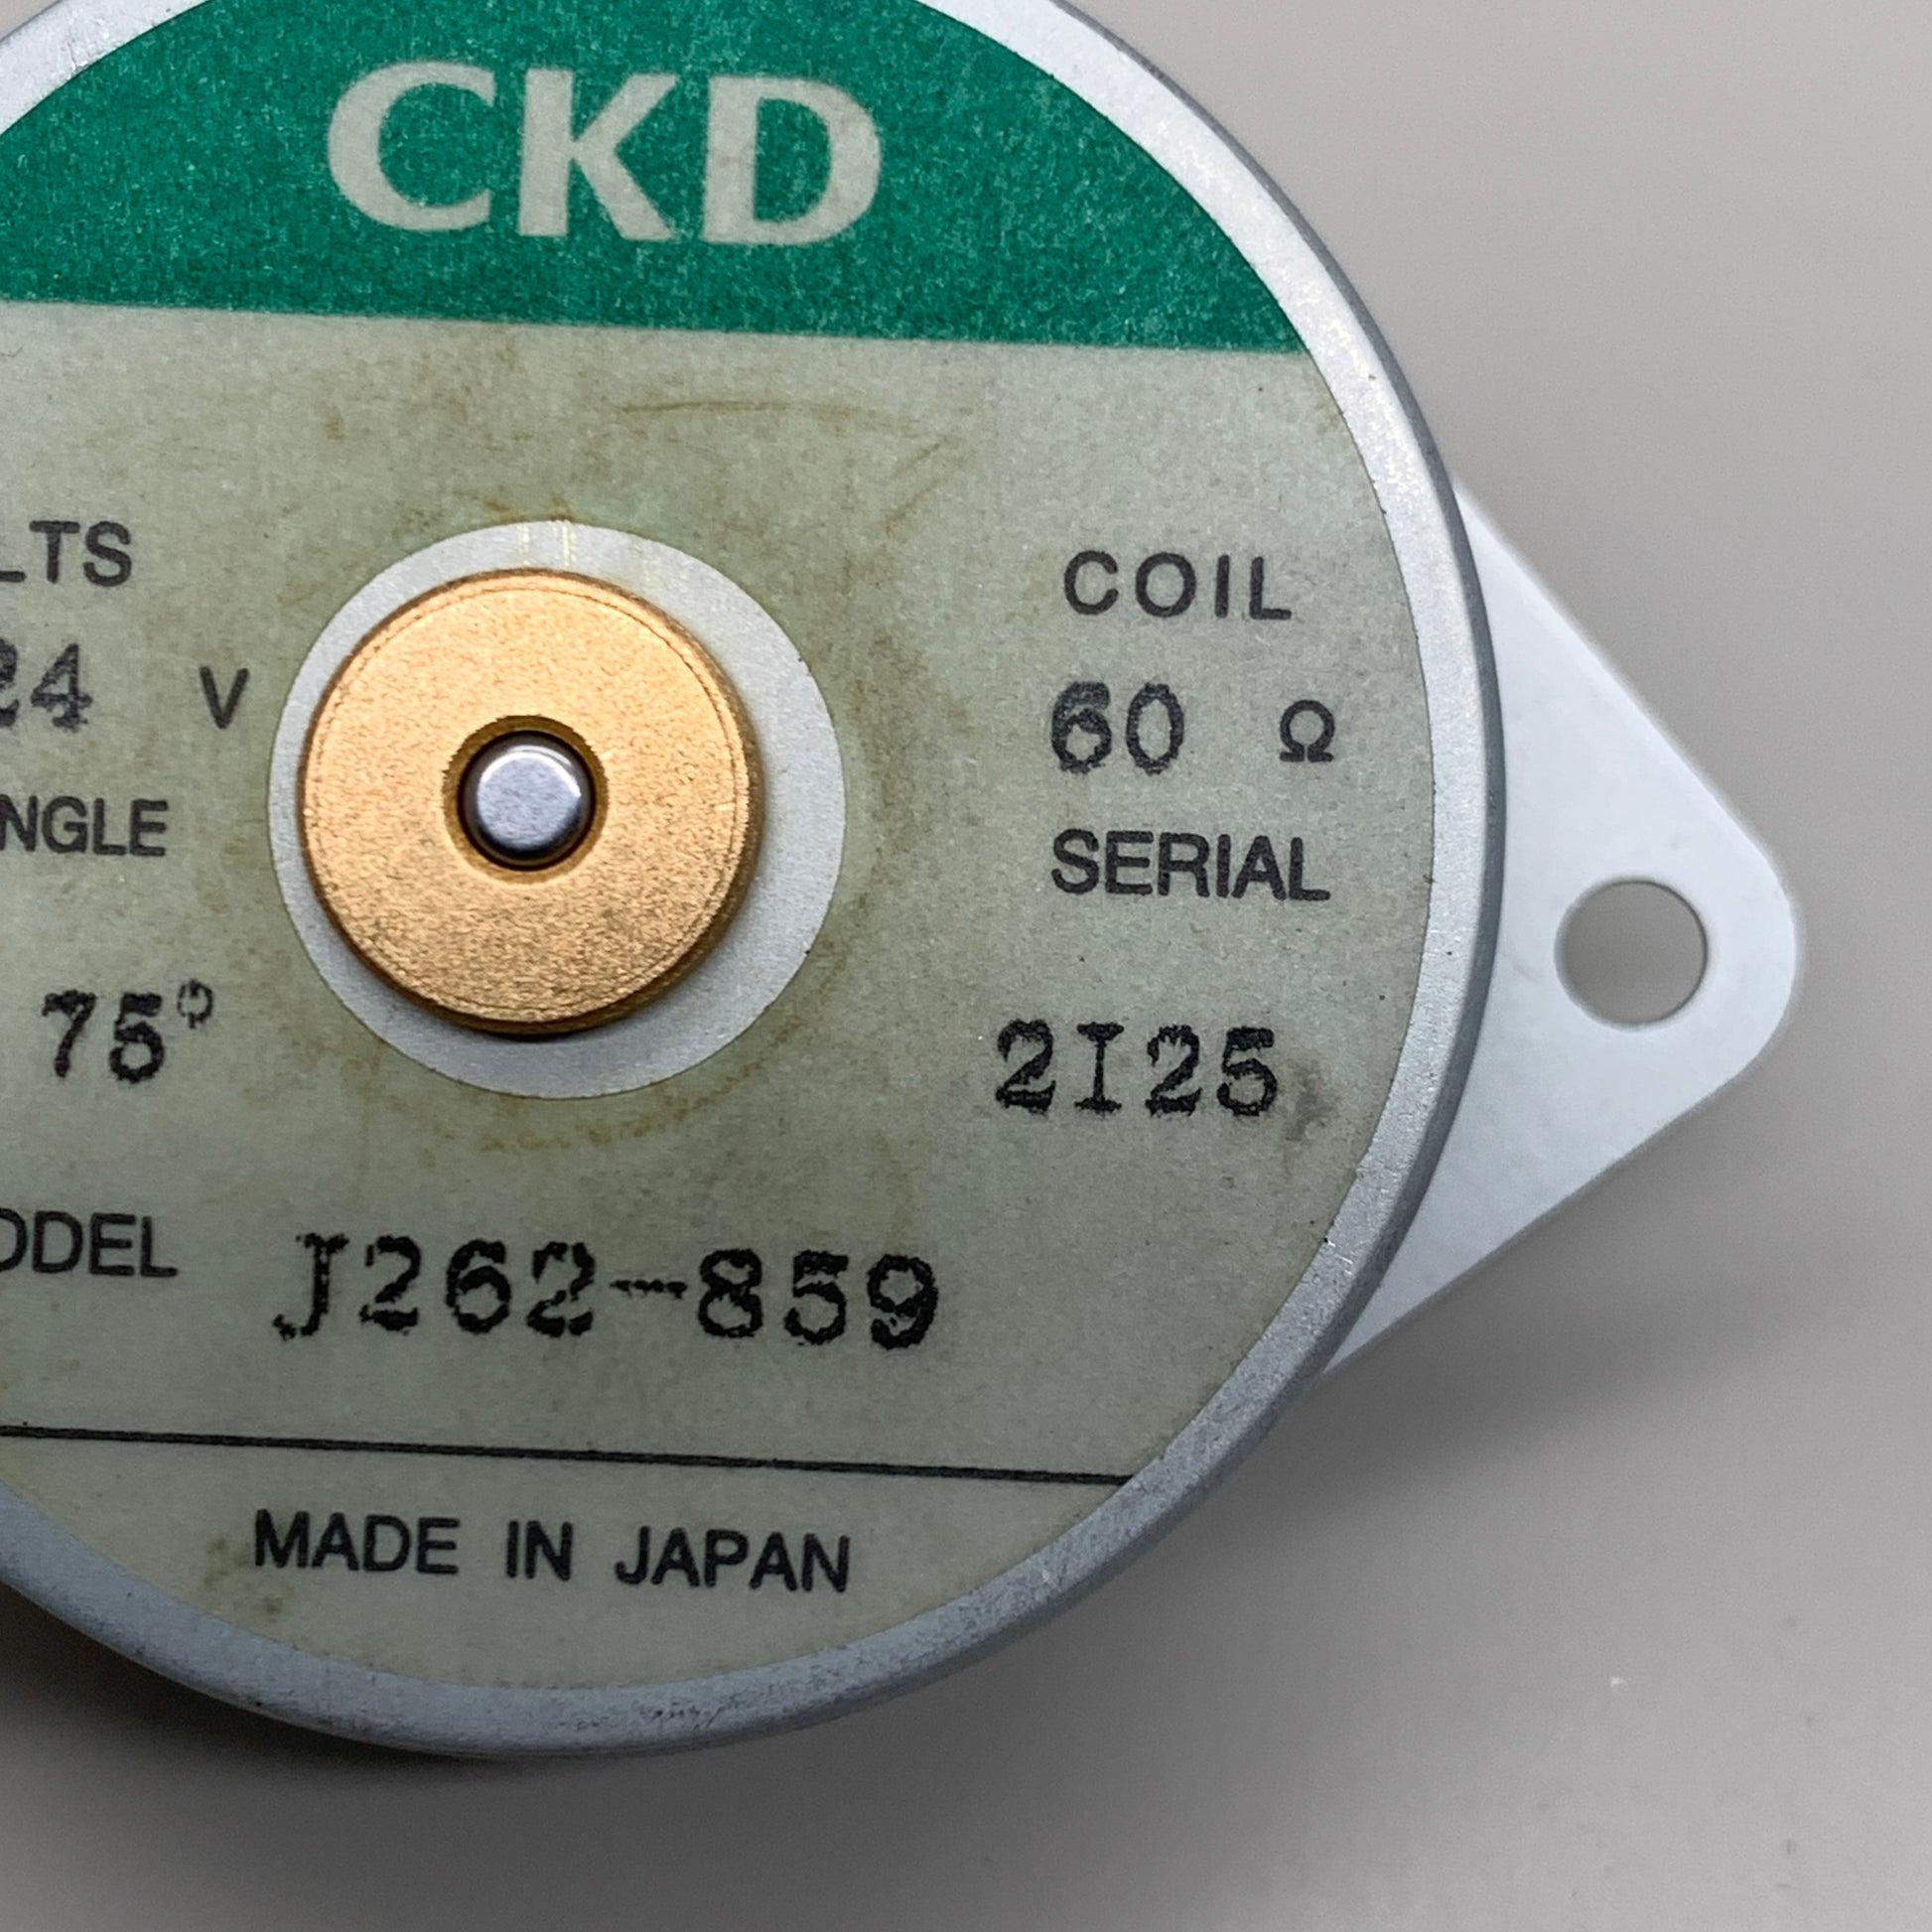 CKD
LTS
24 V
COIL
60 Ω
NGLE
SERIAL
75°
2I25
ODEL J262-859
MADE IN JAPAN